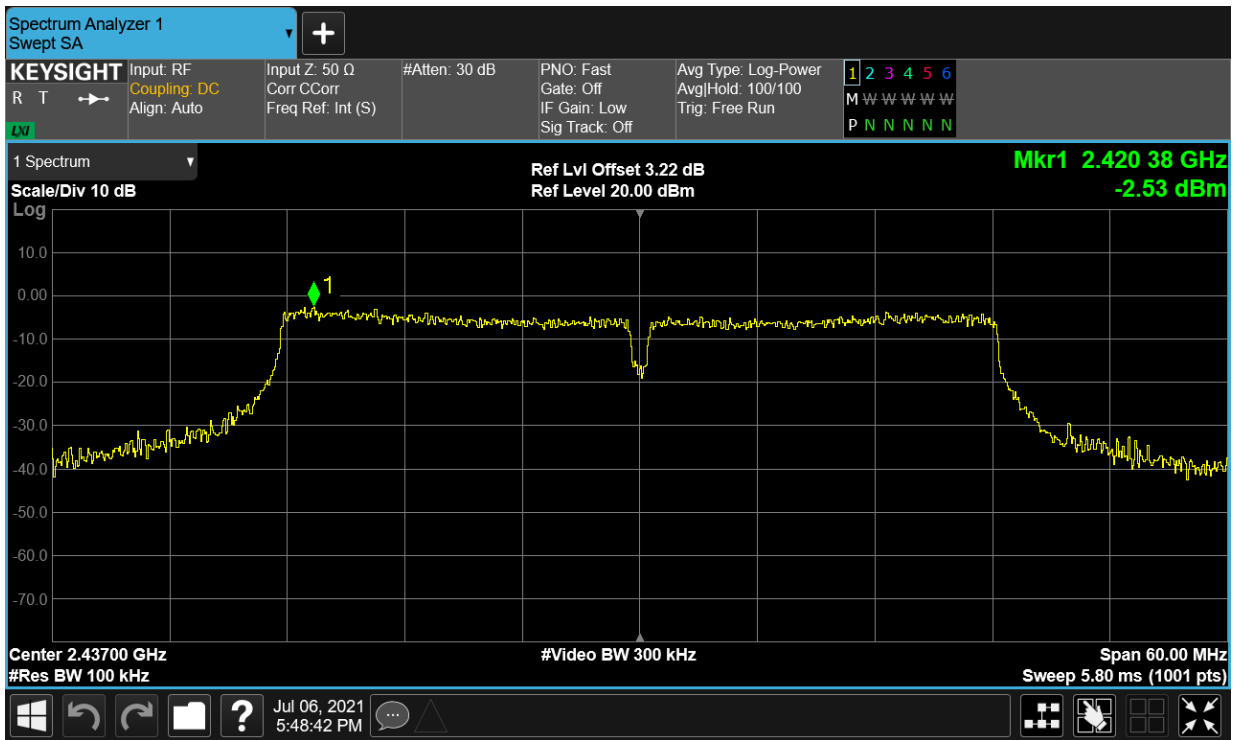 Spectrum Analyzer 1
Swept SA
KEYSIGHT
R T
LXI
Input: RF
Coupling: DC
Align: Auto
Input Z: 50 Ω
Corr CCorr
Freq Ref: Int (S)
#Atten: 30 dB
PNO: Fast
Gate: Off
IF Gain: Low
Sig Track: Off
Avg Type: Log-Power
Avg|Hold: 100/100
Trig: Free Run
1 2 3 4 5 6
M W W W W W
P N N N N N
1 Spectrum
Scale/Div 10 dB
Log
Ref Lvl Offset 3.22 dB
Ref Level 20.00 dBm
Mkr1 2.420 38 GHz
-2.53 dBm
10.0
0.00
-10.0
-20.0
-30.0
-40.0
-50.0
-60.0
-70.0
1
Center 2.43700 GHz
#Res BW 100 kHz
#Video BW 300 kHz
Span 60.00 MHz
Sweep 5.80 ms (1001 pts)
?
Jul 06, 2021
5:48:42 PM